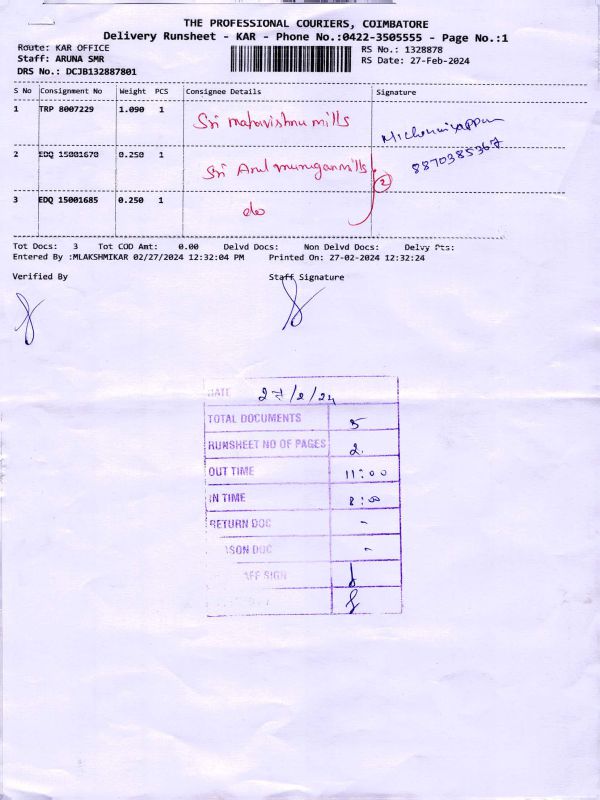 THE PROFESSIONAL COURIERS, COIMBATORE
Delivery Runsheet - KAR - Phone No.:0422-3505555 - Page No.:1
Route: KAR OFFICE RS No.: 1328878
Staff: ARUNA SMR RS Date: 27-Feb-2024
DRS No.: DCJB132887801
S No Consignment No Weight PCS Consignee Details Signature
1 TRP 8007229 1.090 1 Sri mahavishnu mills
8870385367
2 EDQ 15001670 0.250 1 Sri Arul murugan mills
2
3 EDQ 15001685 0.250 1 do
Tot Docs: 3 Tot COD Amt: 0.00 Delvd Docs: Non Delvd Docs: Delvy Pts:
Entered By :MLAKSHMIKAR 02/27/2024 12:32:04 PM Printed On: 27-02-2024 12:32:24
Verified By Staff Signature
DATE 27/2/24
TOTAL DOCUMENTS 5
RUNSHEET NO OF PAGES 2.
OUT TIME 11:00
IN TIME 8:00
RETURN DOC -
SON DOC -
AFF SIGN